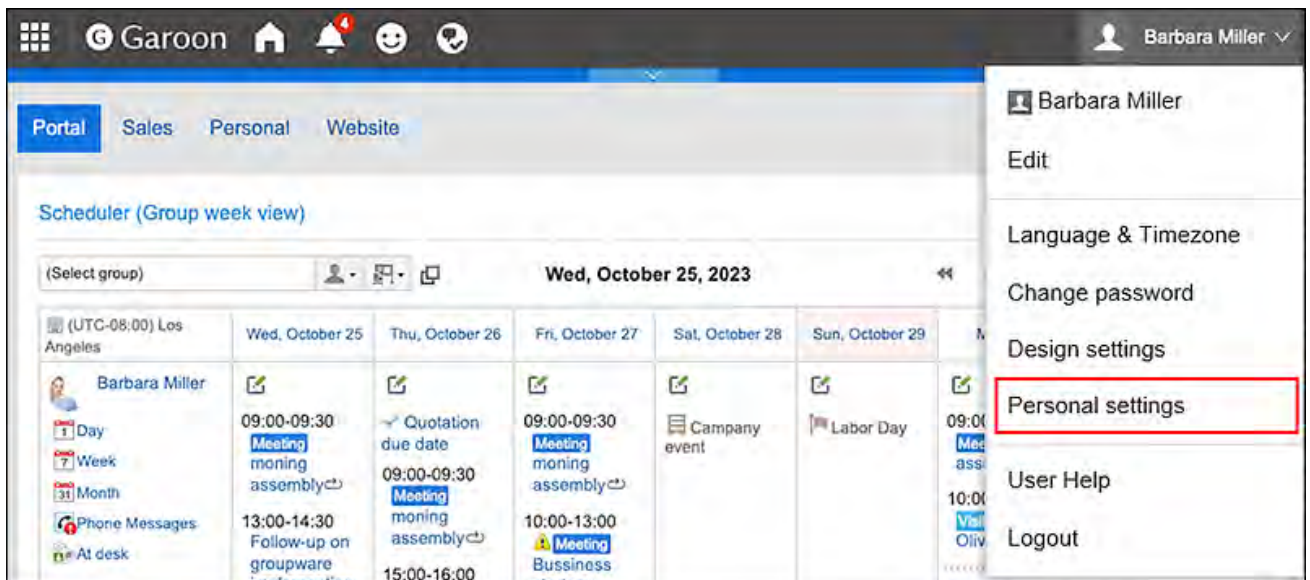 G Garoon 4 Barbara Miller
Barbara Miller
Edit
Language & Timezone
Change password
Design settings
Personal settings
User Help
Logout
Portal Sales Personal Website
Scheduler (Group week view)
(Select group) Wed, October 25, 2023
(UTC-08:00) Los
Angeles
Wed, October 25
Thu, October 26
Fri, October 27
Sat, October 28
Sun, October 29
Barbara Miller
1 Day
7 Week
31 Month
Phone Messages
At desk
09:00-09:30
Meeting
moning
assembly
13:00-14:30
Follow-up on
groupware
Quotation
due date
09:00-09:30
Meeting
moning
assembly
15:00-16:00
09:00-09:30
Meeting
moning
assembly
10:00-13:00
Meeting
Bussiness
Campany
event
Labor Day